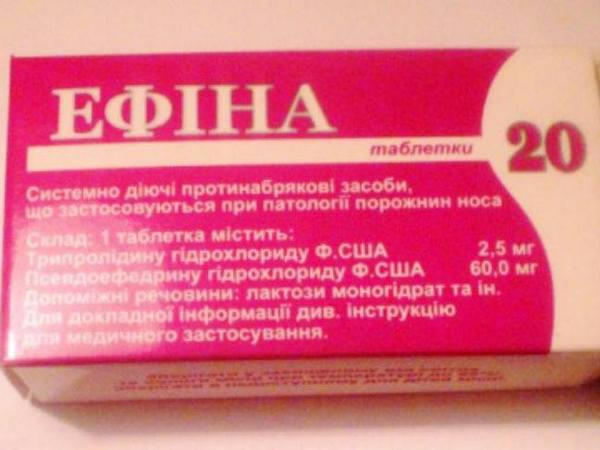 ЕФІНА
таблетки
20
Системно діючі протинабрякові засоби,
що застосовуються при патології порожнин носа
Склад: 1 таблетка містить:
Трипролідину гідрохлориду Ф.США 2,5 мг
Псевдоефедрину гідрохлориду Ф.США 60,0 мг
Допоміжні речовини: лактози моногідрат та ін.
Для докладної інформації див. інструкцію
для медичного застосування.